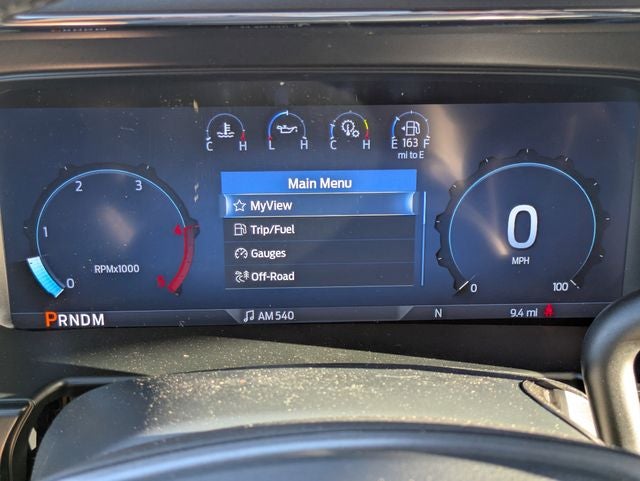 C H
L H
C H
E 163 F
mi to E
Main Menu
MyView
Trip/Fuel
Gauges
Off-Road
0 1 2 3
RPMx1000
0
MPH
0 100
PRNDM
AM 540
N
9.4 mi